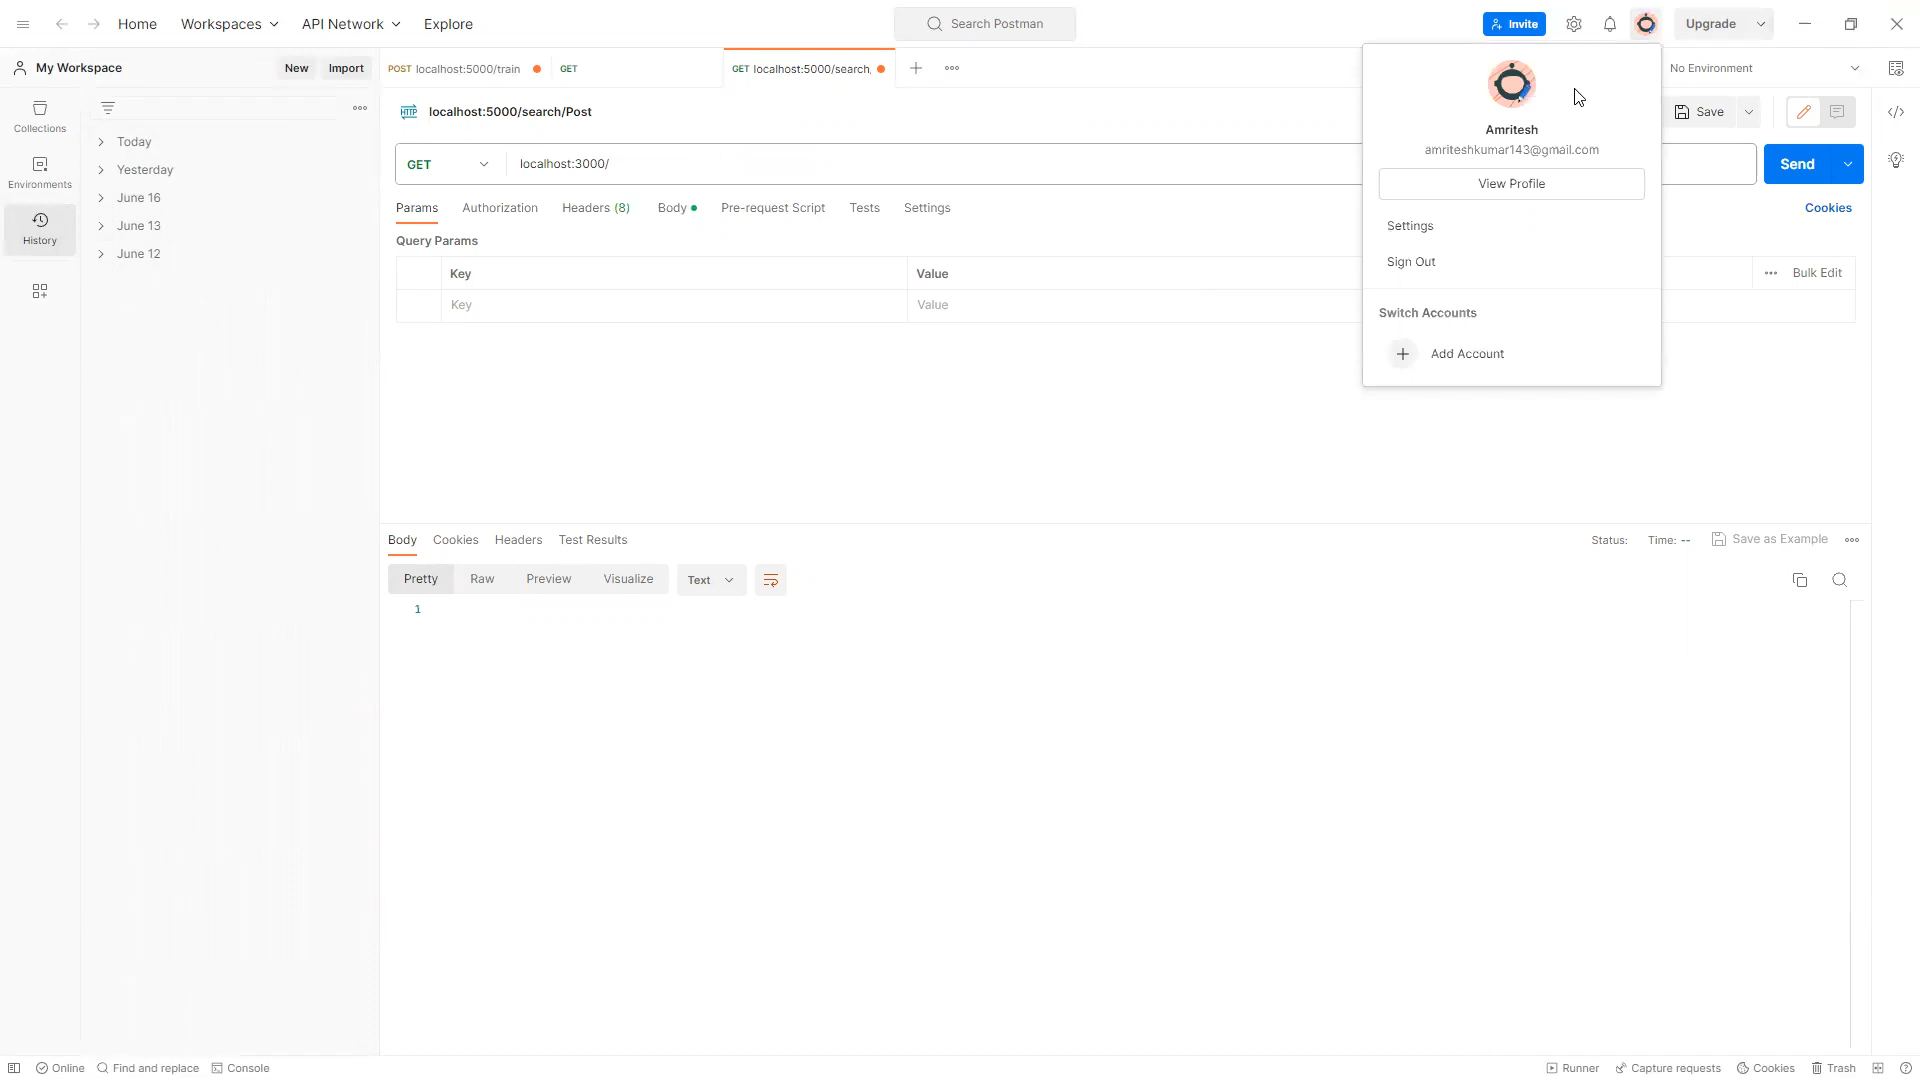 Home Workspaces API Network Explore Search Postman Invite Upgrade
My Workspace New Import POST localhost:5000/train GET GET localhost:5000/search, No Environment
Collections
Environments
History
Today
Yesterday
June 16
June 13
June 12
HTTP localhost:5000/search/Post Save
GET localhost:3000/ Send
Params Authorization Headers (8) Body Pre-request Script Tests Settings Cookies
Query Params
Key Value Bulk Edit
Key Value
Amritesh
amriteshkumar143@gmail.com
View Profile
Settings
Sign Out
Switch Accounts
Add Account
Body Cookies Headers Test Results Status: Time: -- Save as Example
Pretty Raw Preview Visualize Text
1
Online Find and replace Console Runner Capture requests Cookies Trash